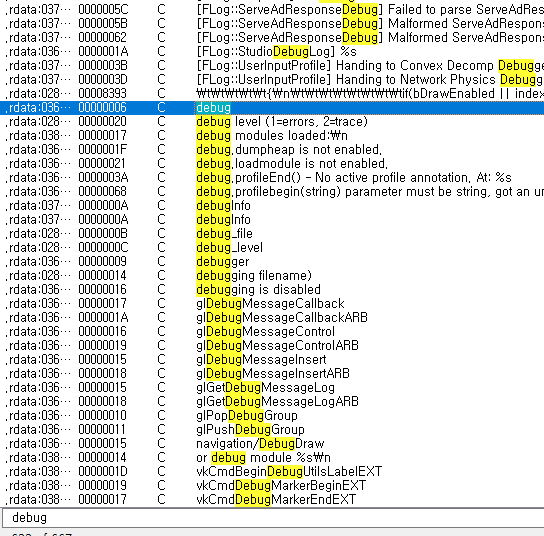 .rdata:037⋯ 0000005C C [FLog::ServeAdResponseDebug] Failed to parse ServeAdRes
.rdata:037⋯ 0000005B C [FLog::ServeAdResponseDebug] Malformed ServeAdRespons
.rdata:037⋯ 00000062 C [FLog::ServeAdResponseDebug] Malformed ServeAdRespons
.rdata:036⋯ 0000001A C [FLog::StudioDebugLog] %s
.rdata:036⋯ 0000003B C [FLog::UserInputProfile] Handing to Convex Decomp Debugge
.rdata:037⋯ 0000003D C [FLog::UserInputProfile] Handing to Network Physics Debugg
.rdata:028⋯ 00008393 C ₩t₩t₩t₩t₩t{₩n₩t₩t₩t₩t₩t₩t₩t₩tif(bDrawEnabled || index
.rdata:036⋯ 00000006 C debug
.rdata:028⋯ 00000020 C debug level (1=errors, 2=trace)
.rdata:038⋯ 00000017 C debug modules loaded:₩n
.rdata:036⋯ 0000001F C debug.dumpheap is not enabled.
.rdata:036⋯ 00000021 C debug.loadmodule is not enabled.
.rdata:036⋯ 0000003A C debug.profileEnd() - No active profile annotation. At: %s
.rdata:036⋯ 00000068 C debug.profilebegin(string) parameter must be string, got an un
.rdata:037⋯ 0000000A C debugInfo
.rdata:037⋯ 0000000A C debugInfo
.rdata:028⋯ 0000000B C debug_file
.rdata:028⋯ 0000000C C debug_level
.rdata:036⋯ 00000009 C debugger
.rdata:028⋯ 00000014 C debugging filename)
.rdata:036⋯ 00000016 C debugging is disabled
.rdata:036⋯ 00000017 C glDebugMessageCallback
.rdata:036⋯ 0000001A C glDebugMessageCallbackARB
.rdata:036⋯ 00000016 C glDebugMessageControl
.rdata:036⋯ 00000019 C glDebugMessageControlARB
.rdata:036⋯ 00000015 C glDebugMessageInsert
.rdata:036⋯ 00000018 C glDebugMessageInsertARB
.rdata:036⋯ 00000015 C glGetDebugMessageLog
.rdata:036⋯ 00000018 C glGetDebugMessageLogARB
.rdata:036⋯ 00000010 C glPopDebugGroup
.rdata:036⋯ 00000011 C glPushDebugGroup
.rdata:036⋯ 00000015 C navigation/DebugDraw
.rdata:038⋯ 00000014 C or debug module %s₩n
.rdata:038⋯ 0000001D C vkCmdBeginDebugUtilsLabelEXT
.rdata:038⋯ 00000019 C vkCmdDebugMarkerBeginEXT
.rdata:038⋯ 00000017 C vkCmdDebugMarkerEndEXT
debug